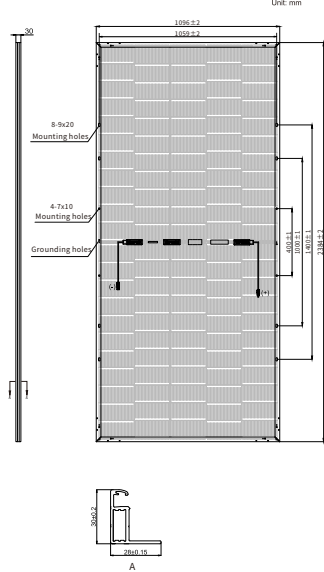 Unit: mm
1096±2
1059±2
30
8-9x20
Mounting holes
4-7x10
Mounting holes
Grounding holes
400±1
1000±1
1400±1
2384±2
(-)
(+)
30±0.2
28±0.15
A